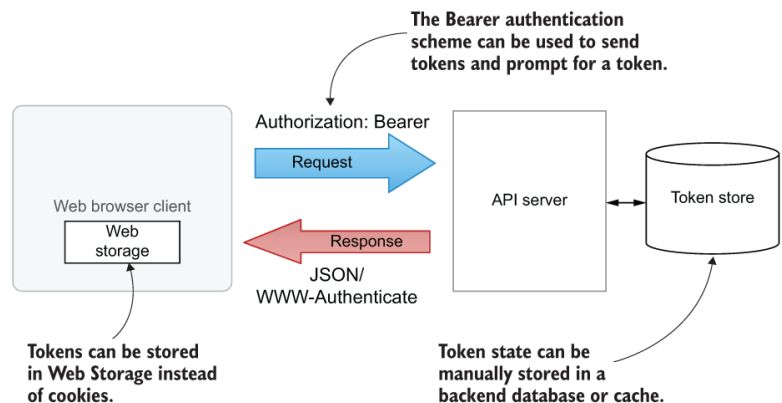 The Bearer authentication
scheme can be used to send
tokens and prompt for a token.
Authorization: Bearer
Request
Web browser client
Web
storage
API server
Token store
Response
JSON/
WWW-Authenticate
Tokens can be stored
in Web Storage instead
of cookies.
Token state can be
manually stored in a
backend database or cache.